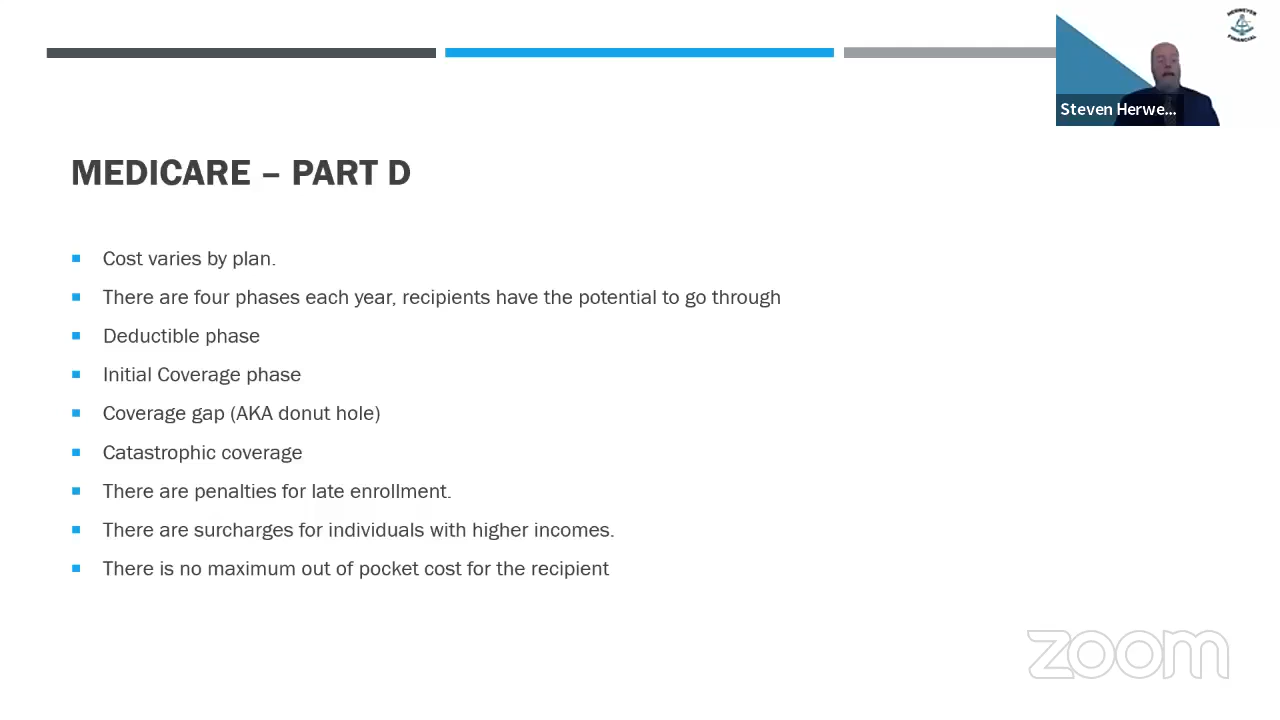 HERWEYER
FINANCIAL
Steven Herwe...
MEDICARE – PART D
Cost varies by plan.
There are four phases each year, recipients have the potential to go through
Deductible phase
Initial Coverage phase
Coverage gap (AKA donut hole)
Catastrophic coverage
There are penalties for late enrollment.
There are surcharges for individuals with higher incomes.
There is no maximum out of pocket cost for the recipient
zoom